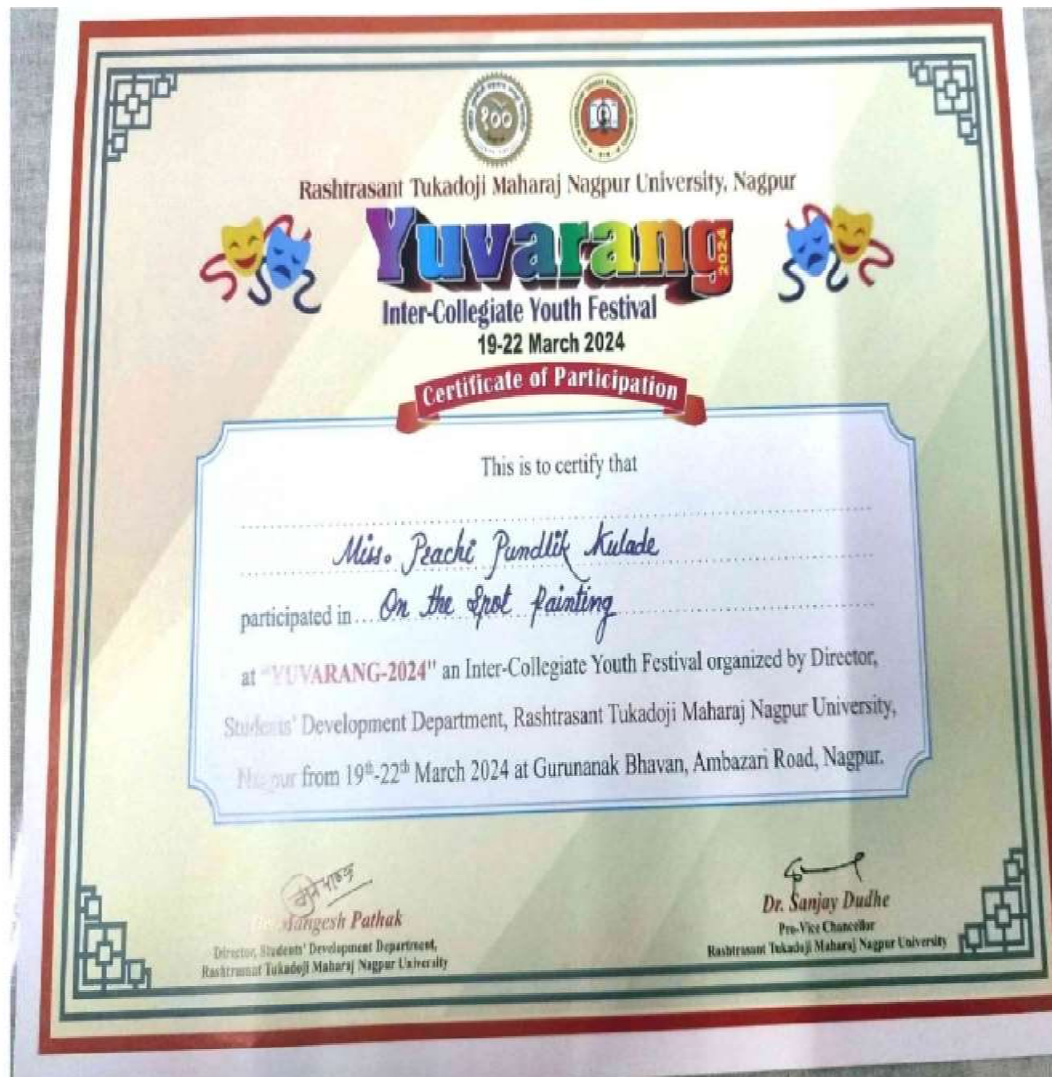 १००
Rashtrasant Tukadoji Maharaj Nagpur University, Nagpur
Yuvarang 2024
Inter-Collegiate Youth Festival
19-22 March 2024
Certificate of Participation
This is to certify that
Miss. Prachi Pundlik Kulade
participated in On the Spot Painting
at "YUVARANG-2024" an Inter-Collegiate Youth Festival organized by Director,
Students' Development Department, Rashtrasant Tukadoji Maharaj Nagpur University,
Nagpur from 19th-22th March 2024 at Gurunanak Bhavan, Ambazari Road, Nagpur.
Dr. Mangesh Pathak
Director, Students' Development Department,
Rashtrasant Tukadoji Maharaj Nagpur University
Dr. Sanjay Dudhe
Pro-Vice Chancellor
Rashtrasant Tukadoji Maharaj Nagpur University